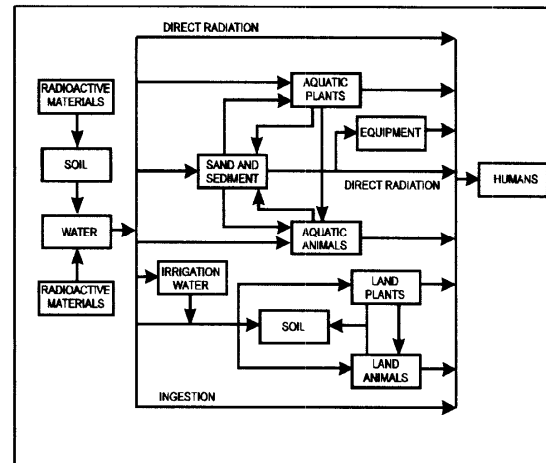 DIRECT RADIATION
RADIOACTIVE
MATERIALS
SOIL
WATER
RADIOACTIVE
MATERIALS
AQUATIC
PLANTS
EQUIPMENT
SAND AND
SEDIMENT
DIRECT RADIATION
HUMANS
AQUATIC
ANIMALS
IRRIGATION
WATER
LAND
PLANTS
SOIL
LAND
ANIMALS
INGESTION